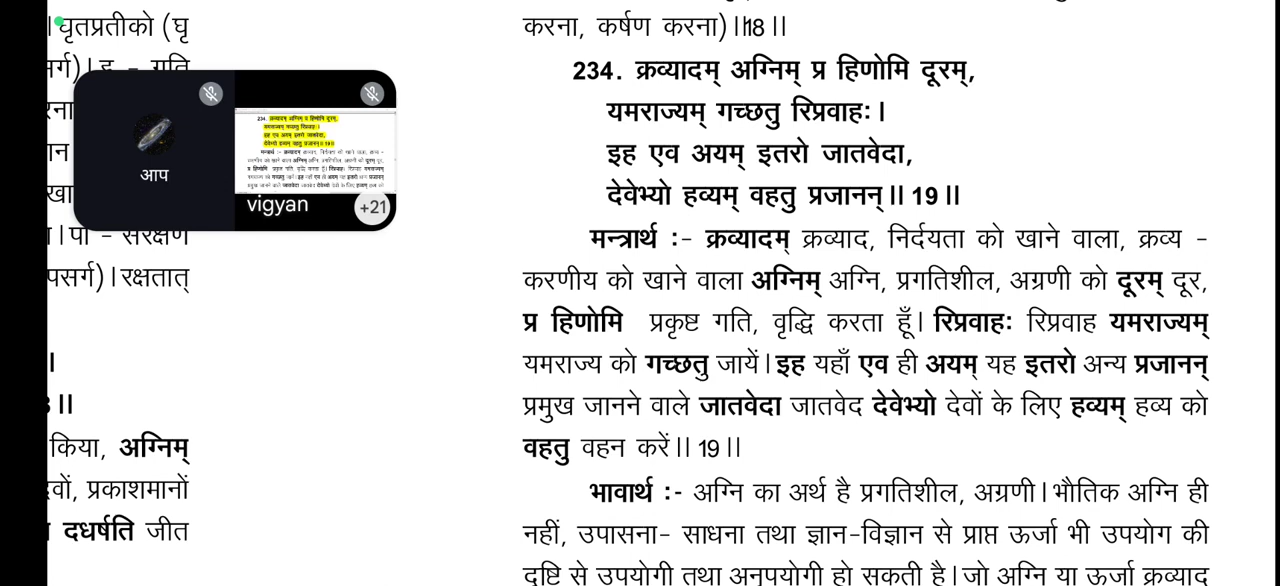 ।घृतप्रतीको (घृ
किया, अग्निम्
प्रकाशमानों
दधर्षति जीत
आप
vigyan
+21
करना, कर्षण करना)।।18।।
234. क्रव्यादम् अग्निम् प्र हिणोमि दूरम्,
यमराज्यम् गच्छतु रिप्रवाहः।
इह एव अयम् इतरो जातवेदा,
देवेभ्यो हव्यम् वहतु प्रजानन्।। 19।।
मन्त्रार्थ :- क्रव्यादम् क्रव्याद, निर्दयता को खाने वाला, क्रव्य -
करणीय को खाने वाला अग्निम् अग्नि, प्रगतिशील, अग्रणी को दूरम् दूर,
प्र हिणोमि प्रकृष्ट गति, वृद्धि करता हूँ। रिप्रवाहः रिप्रवाह यमराज्यम्
यमराज्य को गच्छतु जायें। इह यहाँ एव ही अयम् यह इतरो अन्य प्रजानन्
प्रमुख जानने वाले जातवेदा जातवेद देवेभ्यो देवों के लिए हव्यम् हव्य को
वहतु वहन करें।। 19।।
भावार्थ :- अग्नि का अर्थ है प्रगतिशील, अग्रणी। भौतिक अग्नि ही
नहीं, उपासना- साधना तथा ज्ञान-विज्ञान से प्राप्त ऊर्जा भी उपयोग की
दृष्टि से उपयोगी तथा अनुपयोगी हो सकती है। जो अग्नि या ऊर्जा क्रव्याद